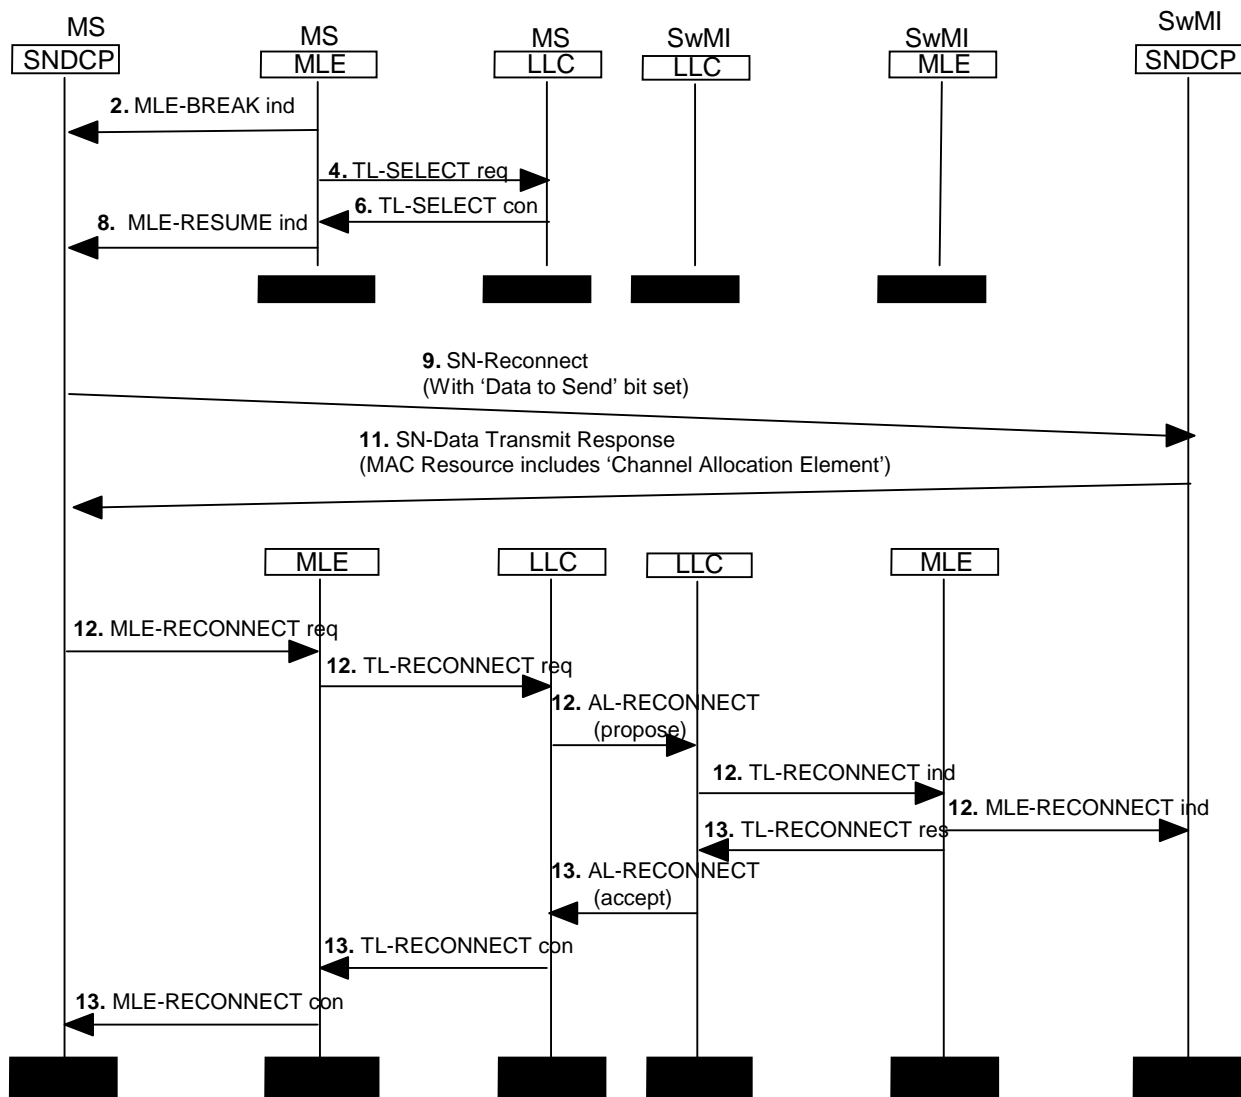 MS
MS
MS
SwMI
SwMI
SwMI
SNDCP
MLE
LLC
LLC
MLE
SNDCP
2. MLE-BREAK ind
4. TL-SELECT req
6. TL-SELECT con
8. MLE-RESUME ind
9. SN-Reconnect
(With ‘Data to Send’ bit set)
11. SN-Data Transmit Response
(MAC Resource includes ‘Channel Allocation Element’)
MLE
LLC
LLC
MLE
12. MLE-RECONNECT req
12. TL-RECONNECT req
12. AL-RECONNECT
(propose)
12. TL-RECONNECT ind
12. MLE-RECONNECT ind
13. TL-RECONNECT res
13. AL-RECONNECT
(accept)
13. TL-RECONNECT con
13. MLE-RECONNECT con